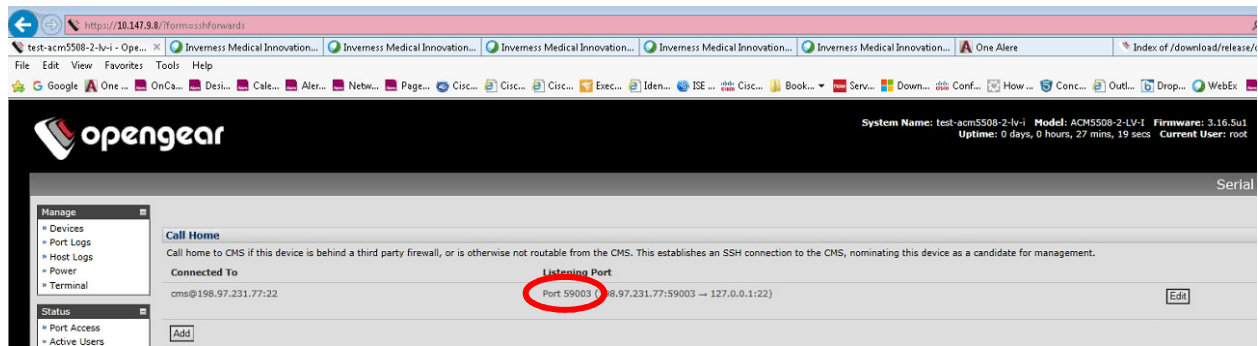 https://10.147.9.8/?form=sshforwards
test-acm5508-2-lv-i - Ope... × Inverness Medical Innovation... Inverness Medical Innovation... Inverness Medical Innovation... Inverness Medical Innovation... Inverness Medical Innovation... One Alere Index of /download/release/
File Edit View Favorites Tools Help
Google One ... OnCa... Desi... Cale... Aler... Netw... Page... Cisc... Cisc... Cisc... Exec... Iden... ISE ... Cisc... Book... Serv... Down... Conf... How ... Conc... Outl... Drop... WebEx
opengear
System Name: test-acm5508-2-lv-i Model: ACM5508-2-LV-I Firmware: 3.16.5u1
Uptime: 0 days, 0 hours, 27 mins, 19 secs Current User: root
Serial
Manage
» Devices
» Port Logs
» Host Logs
» Power
» Terminal
Status
» Port Access
» Active Users
Call Home
Call home to CMS if this device is behind a third party firewall, or is otherwise not routable from the CMS. This establishes an SSH connection to the CMS, nominating this device as a candidate for management.
Connected To Listening Port
cms@198.97.231.77:22 Port 59003 (198.97.231.77:59003 → 127.0.0.1:22) Edit
Add